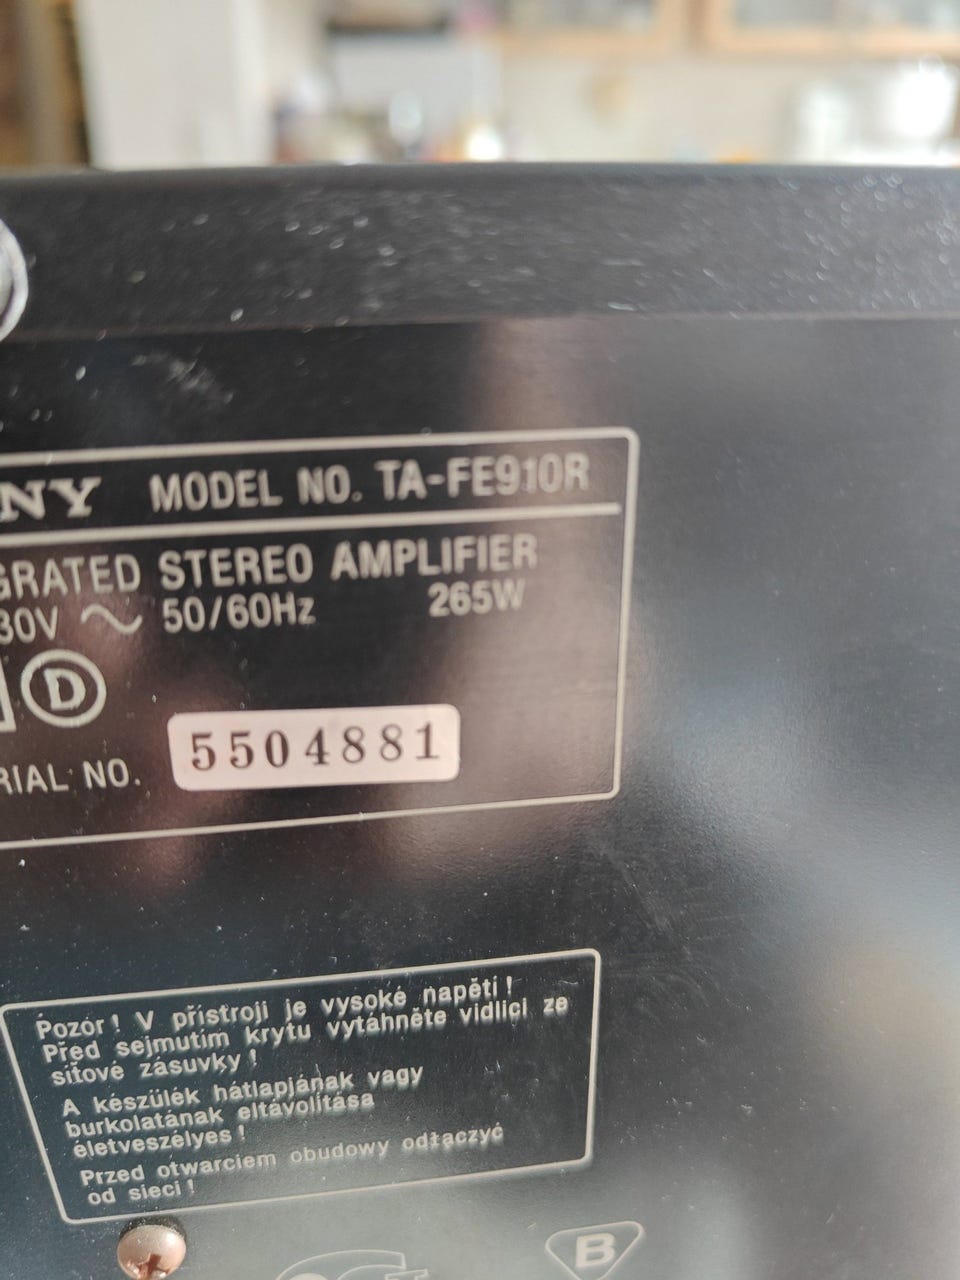 NY MODEL NO. TA-FE910R
GRATED STEREO AMPLIFIER
30V ~ 50/60Hz 265W
D
RIAL NO. 5504881
Pozor! V přístroji je vysoké napětí!
Před sejmutím krytu vytáhněte vidlici ze
síťové zásuvky!
A készülék hátlapjának vagy
burkolatának eltávolítása
életveszélyes!
Przed otwarciem obudowy odłączyć
od sieci!
B